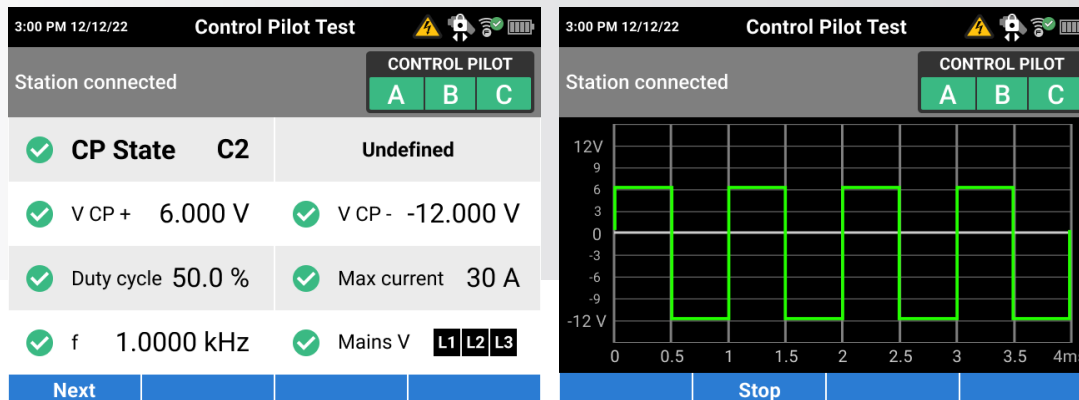 3:00 PM 12/12/22 Control Pilot Test
Station connected
CONTROL PILOT
A B C
CP State C2 Undefined
V CP + 6.000 V V CP - -12.000 V
Duty cycle 50.0 % Max current 30 A
f 1.0000 kHz Mains V L1 L2 L3
Next
3:00 PM 12/12/22 Control Pilot Test
Station connected
CONTROL PILOT
A B C
12V
9
6
3
0
-3
-6
-9
-12 V
0 0.5 1 1.5 2 2.5 3 3.5 4m
Stop